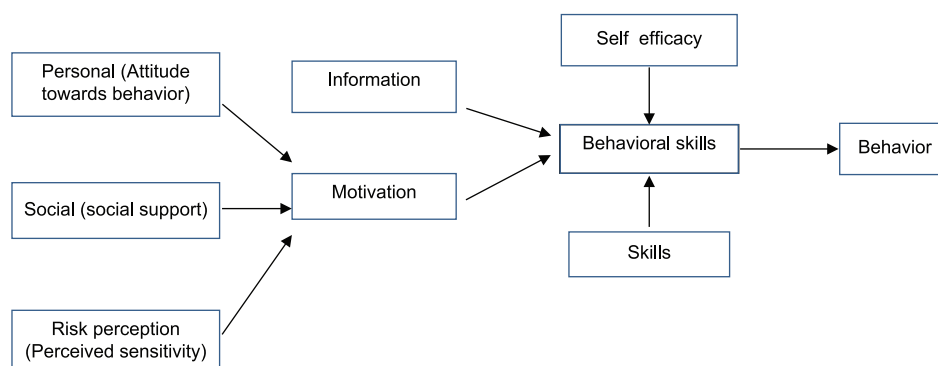 Self efficacy
Personal (Attitude
towards behavior)
Information
Behavioral skills
Behavior
Motivation
Social (social support)
Skills
Risk perception
(Perceived sensitivity)